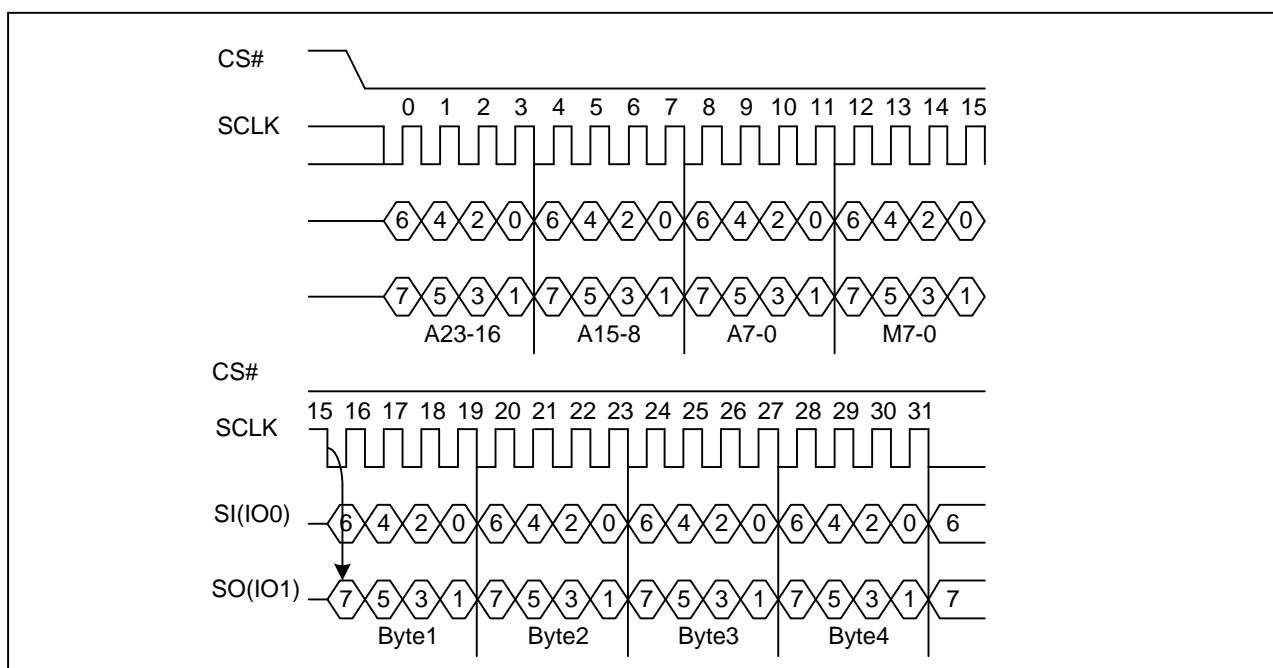 CS#
0 1 2 3 4 5 6 7 8 9 10 11 12 13 14 15
SCLK
6 4 2 0 6 4 2 0 6 4 2 0 6 4 2 0
7 5 3 1 7 5 3 1 7 5 3 1 7 5 3 1
A23-16 A15-8 A7-0 M7-0
CS#
15 16 17 18 19 20 21 22 23 24 25 26 27 28 29 30 31
SCLK
SI(IO0) 6 4 2 0 6 4 2 0 6 4 2 0 6 4 2 0 6
SO(IO1) 7 5 3 1 7 5 3 1 7 5 3 1 7 5 3 1 7
Byte1 Byte2 Byte3 Byte4